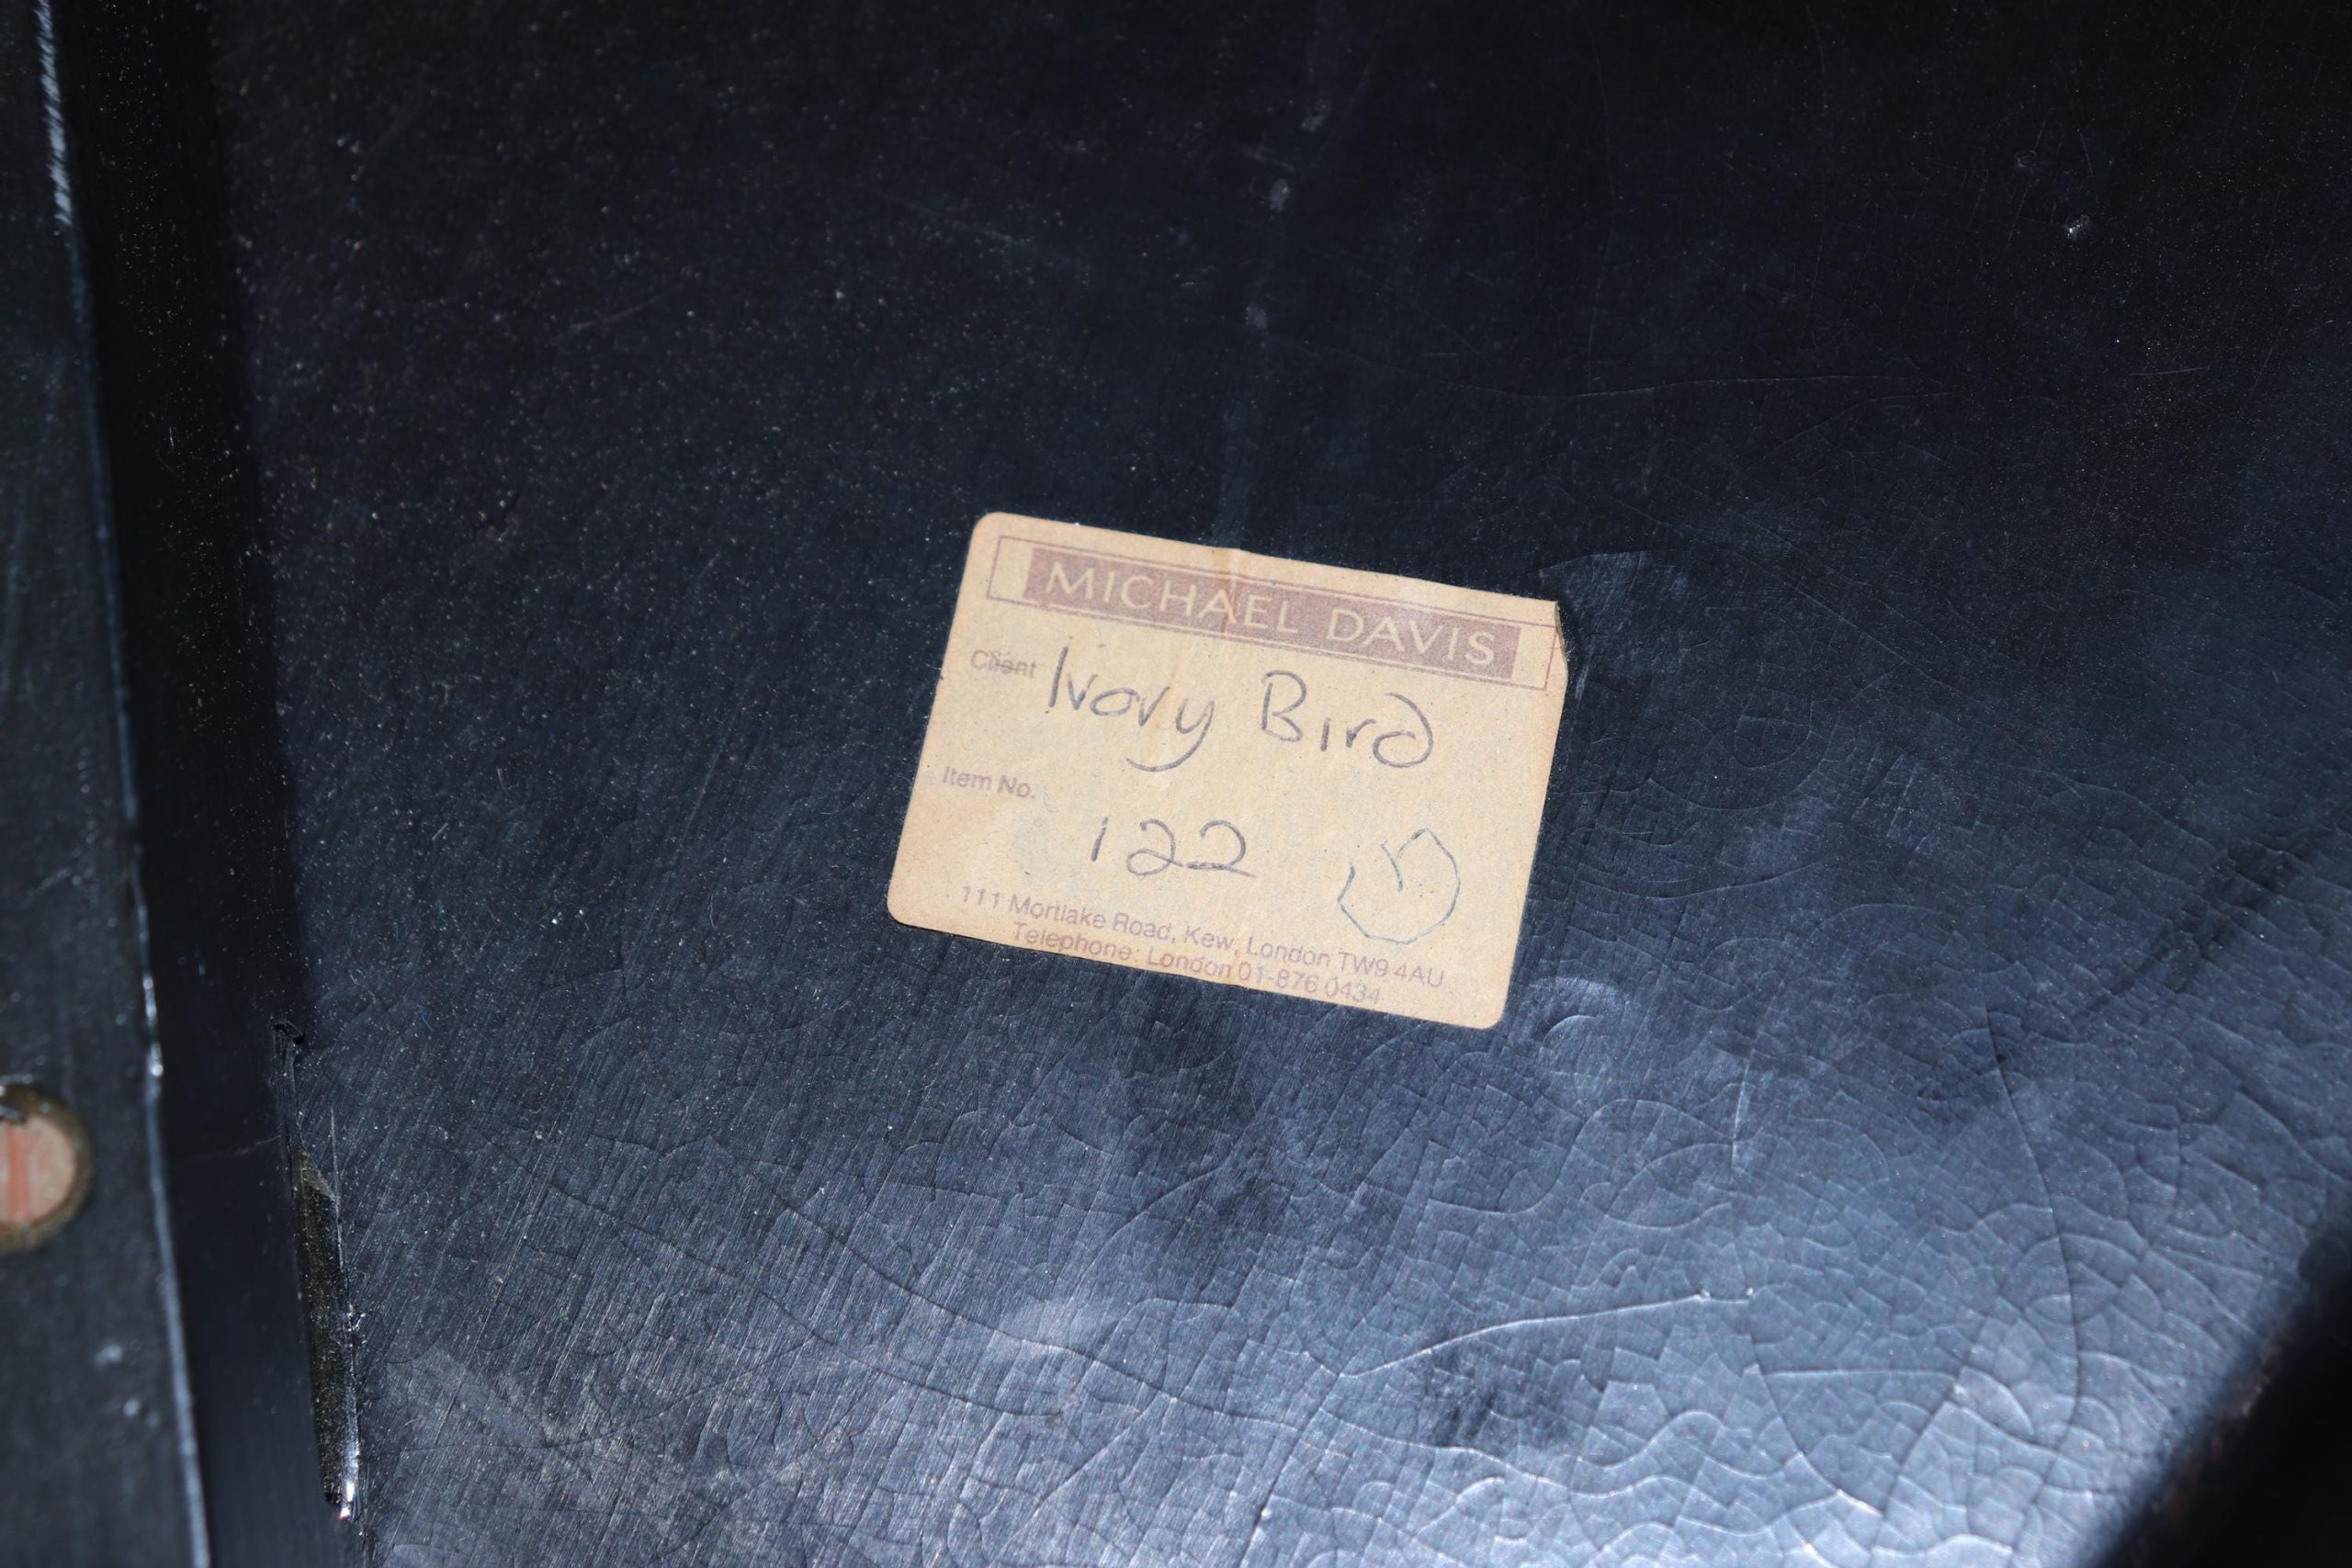 MICHAEL DAVIS
Client Ivory Bird
Item No.
122
111 Mortlake Road, Kew, London TW9 4AU
Telephone: London 01-876 0434